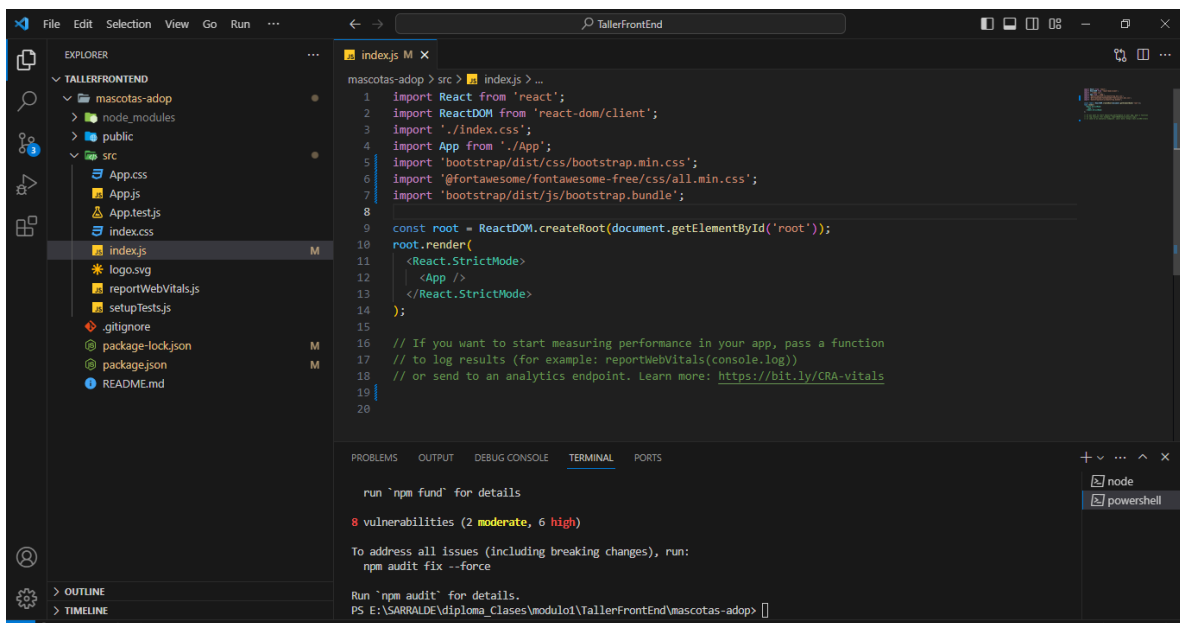 File Edit Selection View Go Run ···
TallerFrontEnd
EXPLORER ···
TALLERFRONTEND
mascotas-adop
node_modules
public
src
App.css
App.js
App.test.js
index.css
index.js M
logo.svg
reportWebVitals.js
setupTests.js
.gitignore
package-lock.json M
package.json M
README.md
OUTLINE
TIMELINE
3
index.js M ×
mascotas-adop > src > index.js > ...
1 import React from 'react';
2 import ReactDOM from 'react-dom/client';
3 import './index.css';
4 import App from './App';
5 import 'bootstrap/dist/css/bootstrap.min.css';
6 import '@fortawesome/fontawesome-free/css/all.min.css';
7 import 'bootstrap/dist/js/bootstrap.bundle';
8
9 const root = ReactDOM.createRoot(document.getElementById('root'));
10 root.render(
11 <React.StrictMode>
12 <App />
13 </React.StrictMode>
14 );
15
16 // If you want to start measuring performance in your app, pass a function
17 // to log results (for example: reportWebVitals(console.log))
18 // or send to an analytics endpoint. Learn more: https://bit.ly/CRA-vitals
19
20
PROBLEMS OUTPUT DEBUG CONSOLE TERMINAL PORTS
run `npm fund` for details
8 vulnerabilities (2 moderate, 6 high)
To address all issues (including breaking changes), run:
npm audit fix --force
Run `npm audit` for details.
PS E:\SARRALDE\diploma_Clases\modulo1\TallerFrontEnd\mascotas-adop>
node
powershell